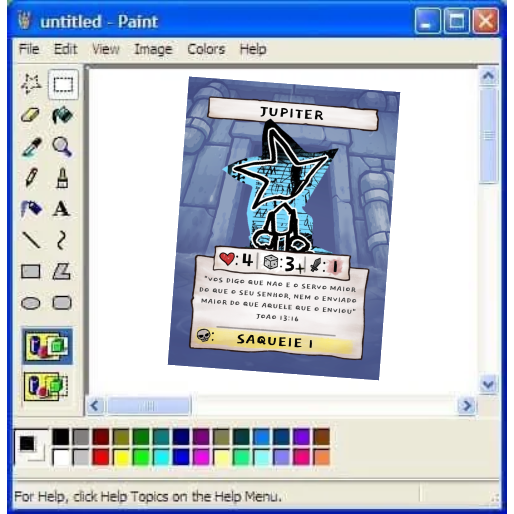 untitled - Paint
File Edit View Image Colors Help
JUPITER
:4 :3+ :1
"VOS DIGO QUE NAO E O SERVO MAIOR
DO QUE O SEU SENHOR, NEM O ENVIADO
MAIOR DO QUE AQUELE QUE O ENVIOU"
JOAO 13:16
: SAQUEIE 1
A
For Help, click Help Topics on the Help Menu.